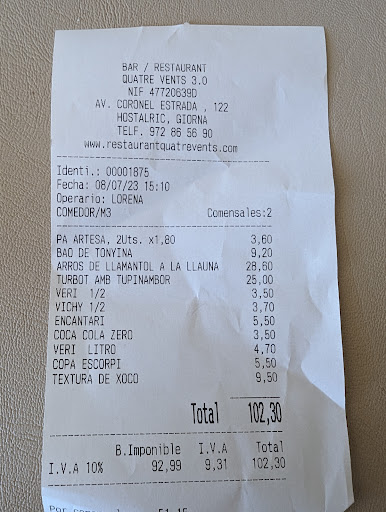 BAR / RESTAURANT
QUATRE VENTS 3.0
NIF 47720639D
AV. CORONEL ESTRADA , 122
HOSTALRIC, GIORNA
TELF. 972 86 56 90
www.restaurantquatrevents.com
Identi.: 00001875
Fecha: 08/07/23 15:10
Operario: LORENA
COMEDOR/M3 Comensales:2
PA ARTESA, 2Uts. x1,80 3,60
BAO DE TONYINA 9,20
ARROS DE LLAMANTOL A LA LLAUNA 28,60
TURBOT AMB TUPINAMBOR 25,00
VERI 1/2 3,50
VICHY 1/2 3,70
ENCANTARI 5,50
COCA COLA ZERO 3,50
VERI LITRO 4,70
COPA ESCORPI 5,50
TEXTURA DE XOCO 9,50
Total 102,30
B.Imponible I.V.A Total
I.V.A 10% 92,99 9,31 102,30